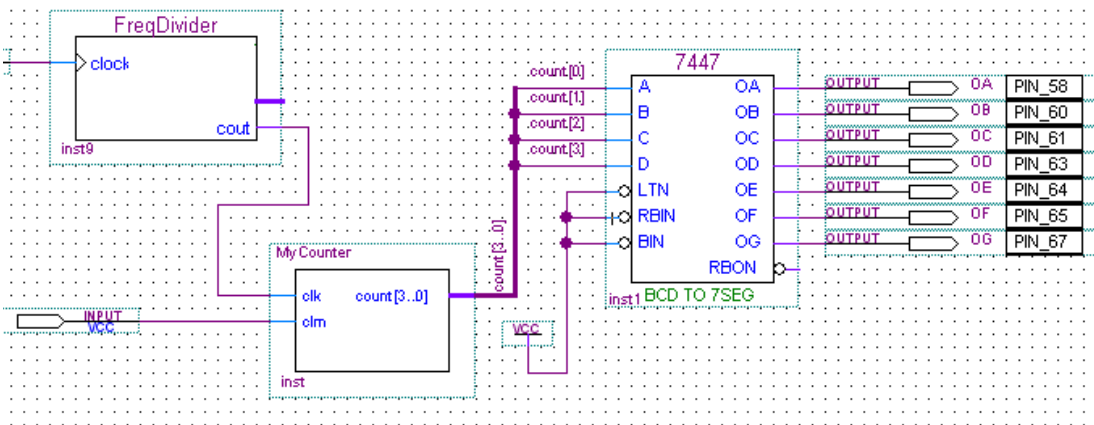 FreqDivider
clock
cout
inst9
MyCounter
clk
count[3..0]
clrn
inst
INPUT
VCC
count[3..0]
count[0]
count[1]
count[2]
count[3]
VCC
7447
A OA
B OB
C OC
D OD
LTN OE
RBIN OF
BIN OG
RBON
inst1 BCD TO 7SEG
OUTPUT OA PIN_58
OUTPUT OB PIN_60
OUTPUT OC PIN_61
OUTPUT OD PIN_63
OUTPUT OE PIN_64
OUTPUT OF PIN_65
OUTPUT OG PIN_67